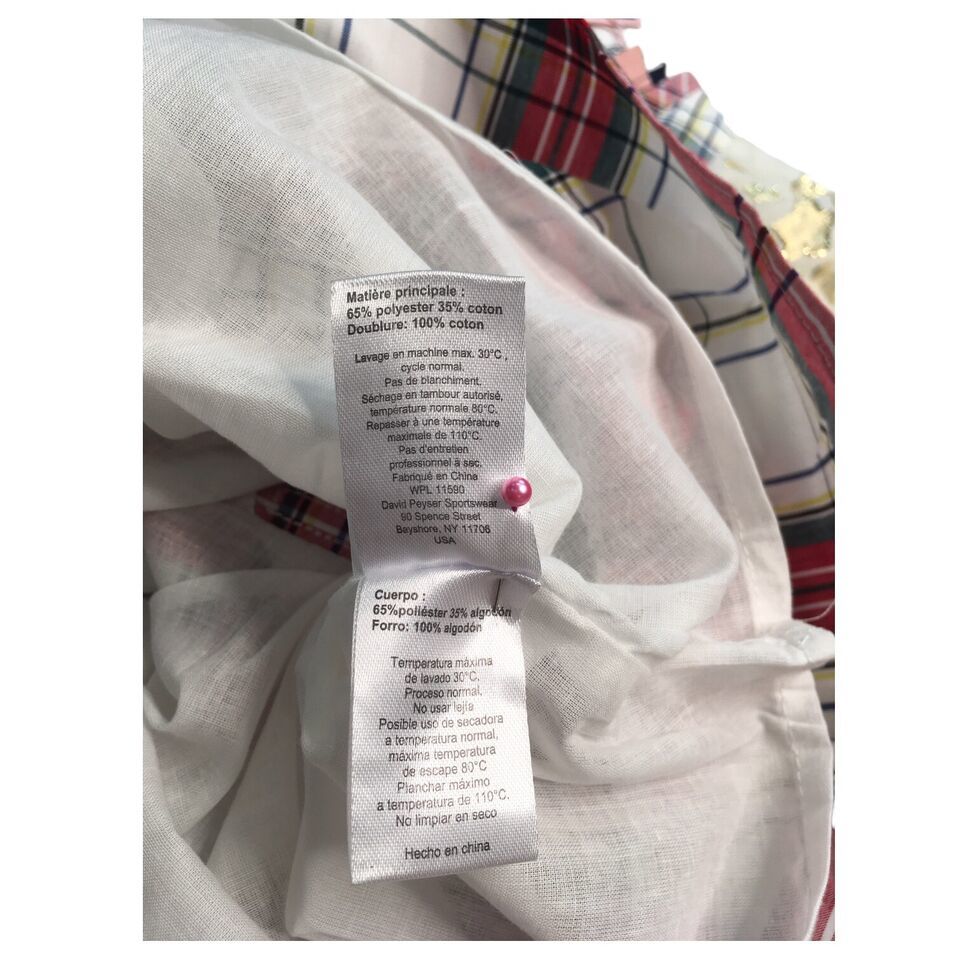 Matière principale :
65% polyester 35% coton
Doublure: 100% coton
Lavage en machine max. 30°C ,
cycle normal.
Pas de blanchiment.
Séchage en tambour autorisé,
température normale 80°C.
Repasser à une température
maximale de 110°C.
Pas d'entretien
professionnel à sec.
Fabriqué en China
WPL 11590
David Peyser Sportswear
90 Spence Street
Bayshore, NY 11706
USA
Cuerpo :
65%poliéster 35% algodón
Forro: 100% algodón
Temperatura máxima
de lavado 30°C.
Proceso normal,
No usar lejía
Posible uso de secadora
a temperatura normal,
máxima temperatura
de escape 80°C
Planchar máximo
a temperatura de 110°C.
No limpiar en seco
Hecho en china